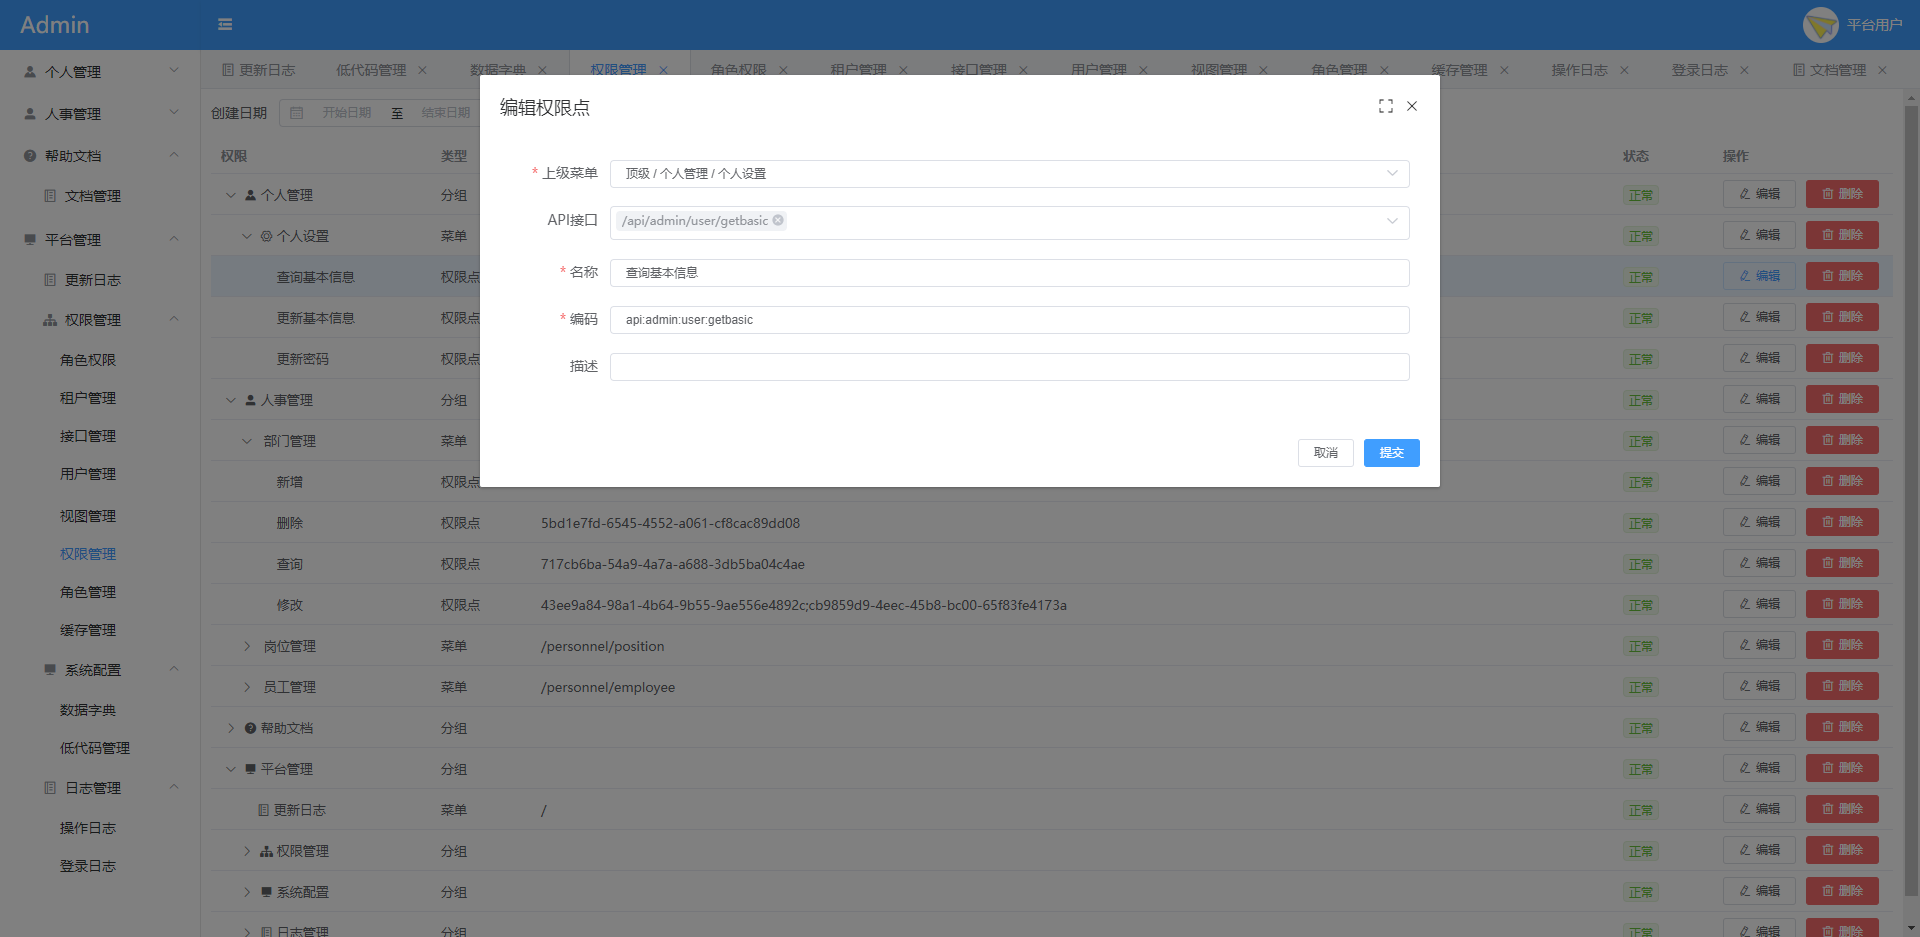 Admin
平台用户
个人管理
人事管理
帮助文档
文档管理
平台管理
更新日志
权限管理
角色权限
租户管理
接口管理
用户管理
视图管理
权限管理
角色管理
缓存管理
系统配置
数据字典
低代码管理
日志管理
操作日志
登录日志
更新日志 低代码管理 数据字典 权限管理 角色权限 租户管理 接口管理 用户管理 视图管理 角色管理 缓存管理 操作日志 登录日志 文档管理
创建日期 开始日期 至 结束日期
编辑权限点
* 上级菜单 顶级 / 个人管理 / 个人设置
API接口 /api/admin/user/getbasic
* 名称 查询基本信息
* 编码 api:admin:user:getbasic
描述
取消 提交
权限 类型 状态 操作
个人管理 分组 正常 编辑 删除
个人设置 菜单 正常 编辑 删除
查询基本信息 权限点 正常 编辑 删除
更新基本信息 权限点 正常 编辑 删除
更新密码 权限点 正常 编辑 删除
人事管理 分组 正常 编辑 删除
部门管理 菜单 正常 编辑 删除
新增 权限点 正常 编辑 删除
删除 权限点 5bd1e7fd-6545-4552-a061-cf8cac89dd08 正常 编辑 删除
查询 权限点 717cb6ba-54a9-4a7a-a688-3db5ba04c4ae 正常 编辑 删除
修改 权限点 43ee9a84-98a1-4b64-9b55-9ae556e4892c;cb9859d9-4eec-45b8-bc00-65f83fe4173a 正常 编辑 删除
岗位管理 菜单 /personnel/position 正常 编辑 删除
员工管理 菜单 /personnel/employee 正常 编辑 删除
帮助文档 分组 正常 编辑 删除
平台管理 分组 正常 编辑 删除
更新日志 菜单 / 正常 编辑 删除
权限管理 分组 正常 编辑 删除
系统配置 分组 正常 编辑 删除
日志管理 分组 正常 编辑 删除